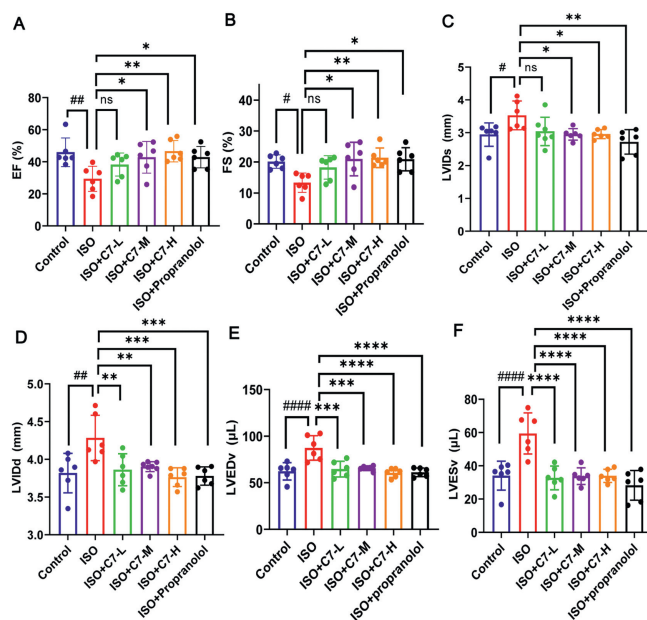 A
*
**
*
##
ns
EF (%)
80
60
40
20
0
Control
ISO
ISO+C7-L
ISO+C7-M
ISO+C7-H
ISO+Propranolol
B
*
**
*
#
ns
FS (%)
50
40
30
20
10
0
Control
ISO
ISO+C7-L
ISO+C7-M
ISO+C7-H
ISO+Propranolol
C
**
*
*
#
ns
LVIDs (mm)
5
4
3
2
1
0
Control
ISO
ISO+C7-L
ISO+C7-M
ISO+C7-H
ISO+Propranolol
D
***
***
**
##
**
LVIDd (mm)
5.0
4.5
4.0
3.5
3.0
Control
ISO
ISO+C7-L
ISO+C7-M
ISO+C7-H
ISO+Propranolol
E
****
****
***
####
***
LVEDv (μL)
150
100
50
0
Control
ISO
ISO+C7-L
ISO+C7-M
ISO+C7-H
ISO+propranolol
F
****
****
****
####
****
LVESv (μL)
80
60
40
20
0
Control
ISO
ISO+C7-L
ISO+C7-M
ISO+C7-H
ISO+propranolol